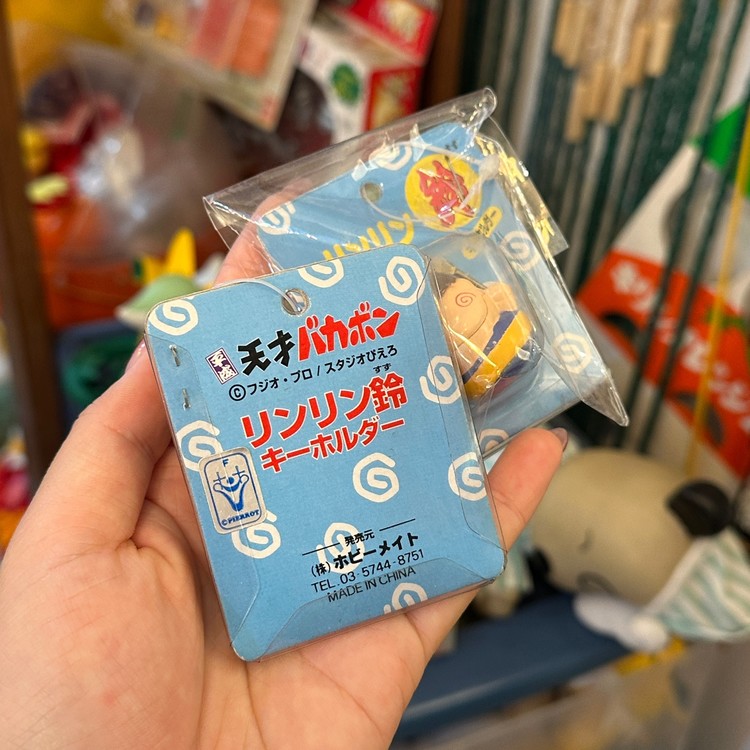 リンリン
平成
天才バカボン
©フジオ・プロ / スタジオぴえろ
すず
リンリン鈴
キーホルダー
F
©PIERROT
発売元
(株) ホビーメイト
TEL. 03-5744-8751
MADE IN CHINA